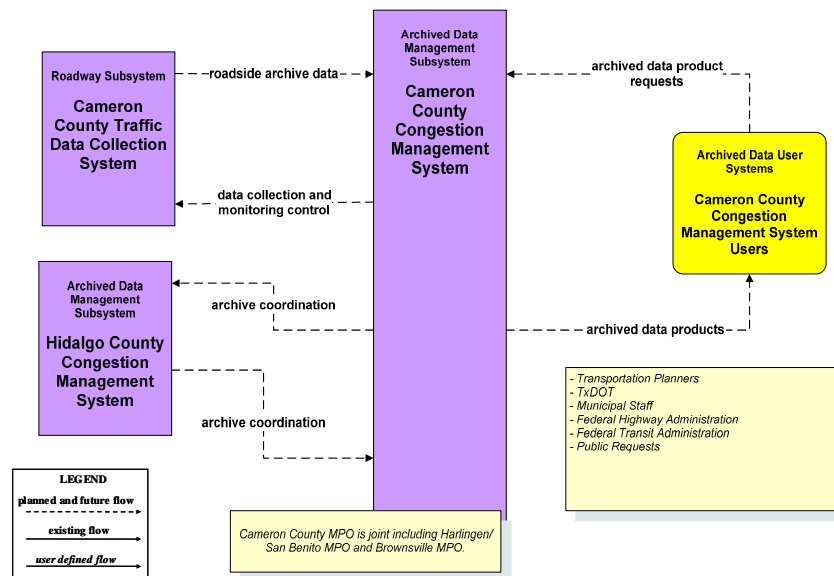 Roadway Subsystem
Cameron
County Traffic
Data Collection
System
roadside archive data
data collection and
monitoring control
Archived Data
Management
Subsystem
Cameron
County
Congestion
Management
System
archived data product
requests
Archived Data User
Systems
Cameron County
Congestion
Management System
Users
Archived Data
Management
Subsystem
Hidalgo County
Congestion
Management
System
archive coordination
archive coordination
archived data products
- Transportation Planners
- TxDOT
- Municipal Staff
- Federal Highway Administration
- Federal Transit Administration
- Public Requests
LEGEND
planned and future flow
existing flow
user defined flow
Cameron County MPO is joint including Harlingen/
San Benito MPO and Brownsville MPO.